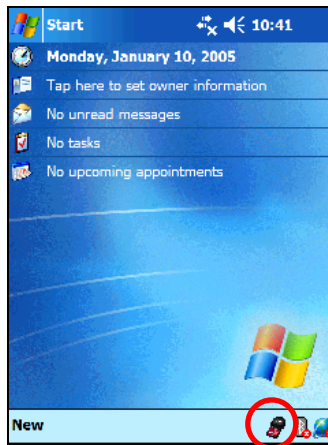 Start 10:41
Monday, January 10, 2005
Tap here to set owner information
No unread messages
No tasks
No upcoming appointments
New